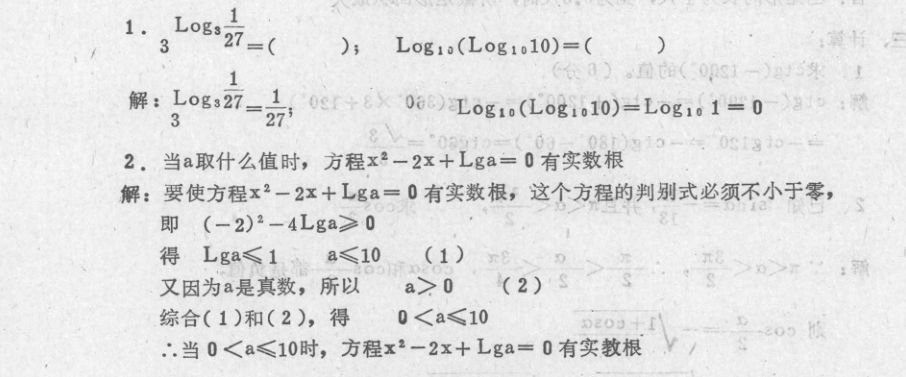 1. 3^{Log₃ 1/27}=(　　); Log₁₀(Log₁₀10)=(　　)
解: 3^{Log₃ 1/27}=1/27; Log₁₀(Log₁₀10)=Log₁₀ 1=0
2. 当a取什么值时, 方程x²-2x+Lga=0有实数根
解: 要使方程x²-2x+Lga=0有实数根, 这个方程的判别式必须不小于零,
即 (-2)²-4Lga≥0
得 Lga≤1 a≤10 (1)
又因为a是真数, 所以 a>0 (2)
综合(1)和(2), 得 0<a≤10
∴当0<a≤10时, 方程x²-2x+Lga=0有实数根